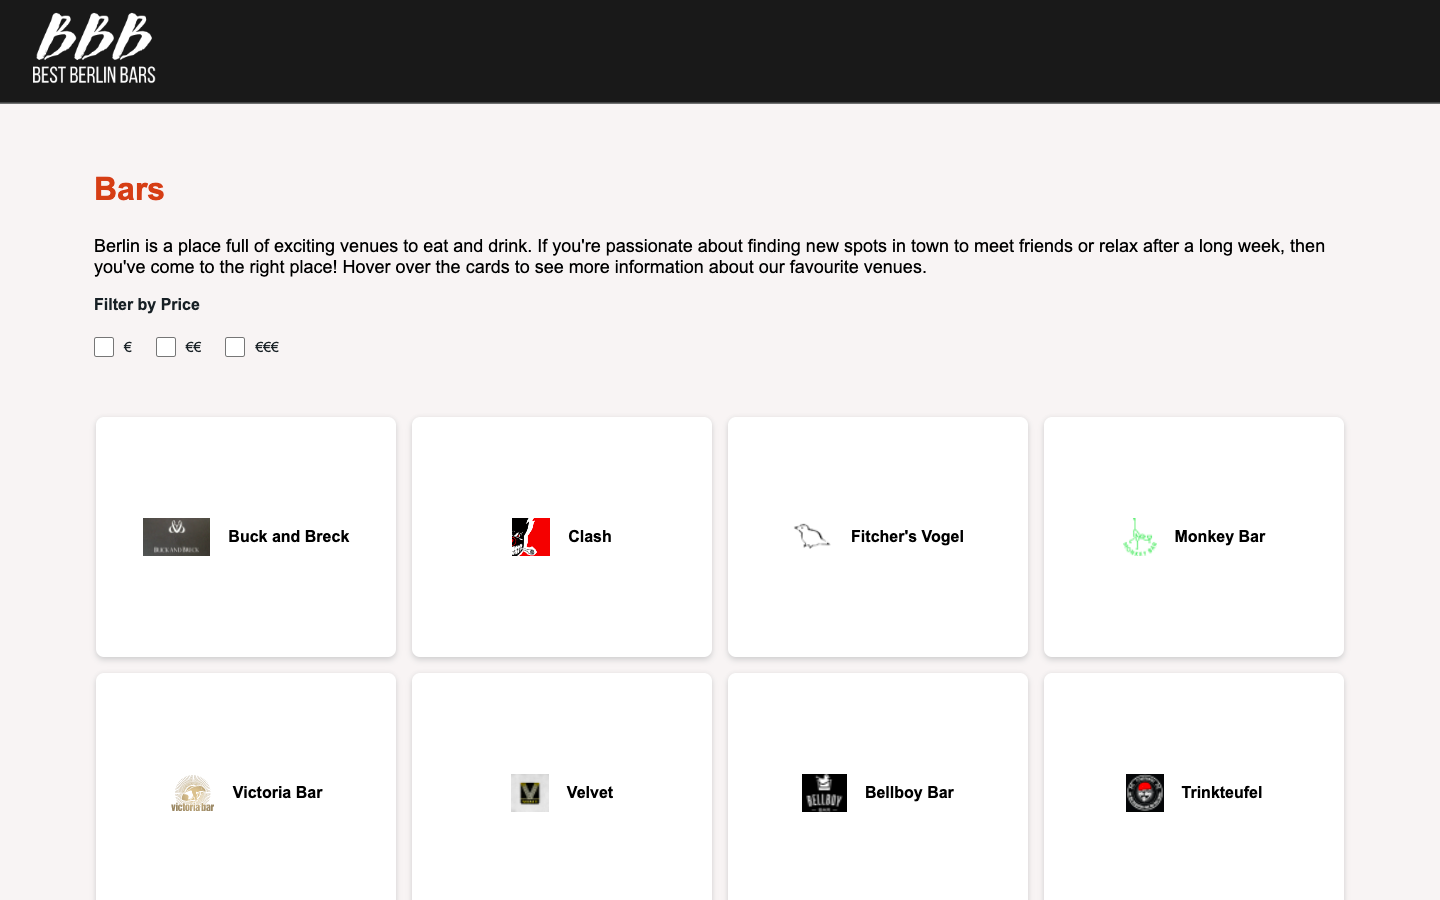 BBB
BEST BERLIN BARS
Bars
Berlin is a place full of exciting venues to eat and drink. If you're passionate about finding new spots in town to meet friends or relax after a long week, then
you've come to the right place! Hover over the cards to see more information about our favourite venues.
Filter by Price
€ €€ €€€
BUCK AND BRECK Buck and Breck
Clash
Fitcher's Vogel
Monkey Bar
victoria bar Victoria Bar
Velvet
BELLBOY Bellboy Bar
Trinkteufel